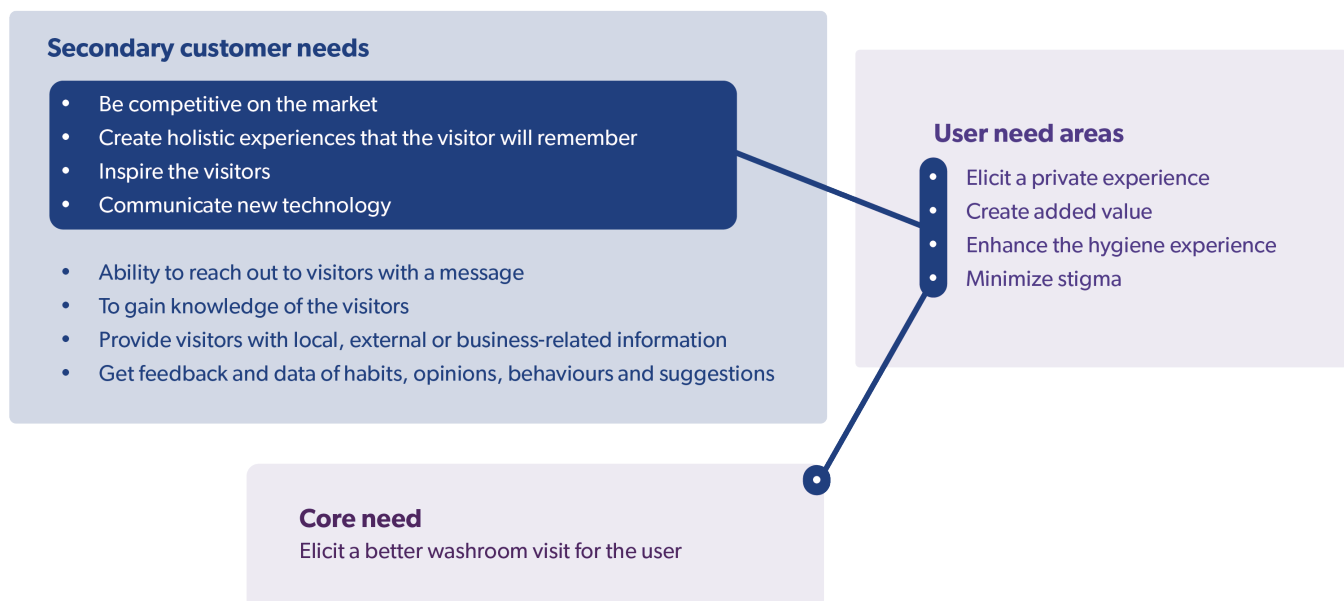 Secondary customer needs
• Be competitive on the market
• Create holistic experiences that the visitor will remember
• Inspire the visitors
• Communicate new technology
• Ability to reach out to visitors with a message
• To gain knowledge of the visitors
• Provide visitors with local, external or business-related information
• Get feedback and data of habits, opinions, behaviours and suggestions
User need areas
• Elicit a private experience
• Create added value
• Enhance the hygiene experience
• Minimize stigma
Core need
Elicit a better washroom visit for the user